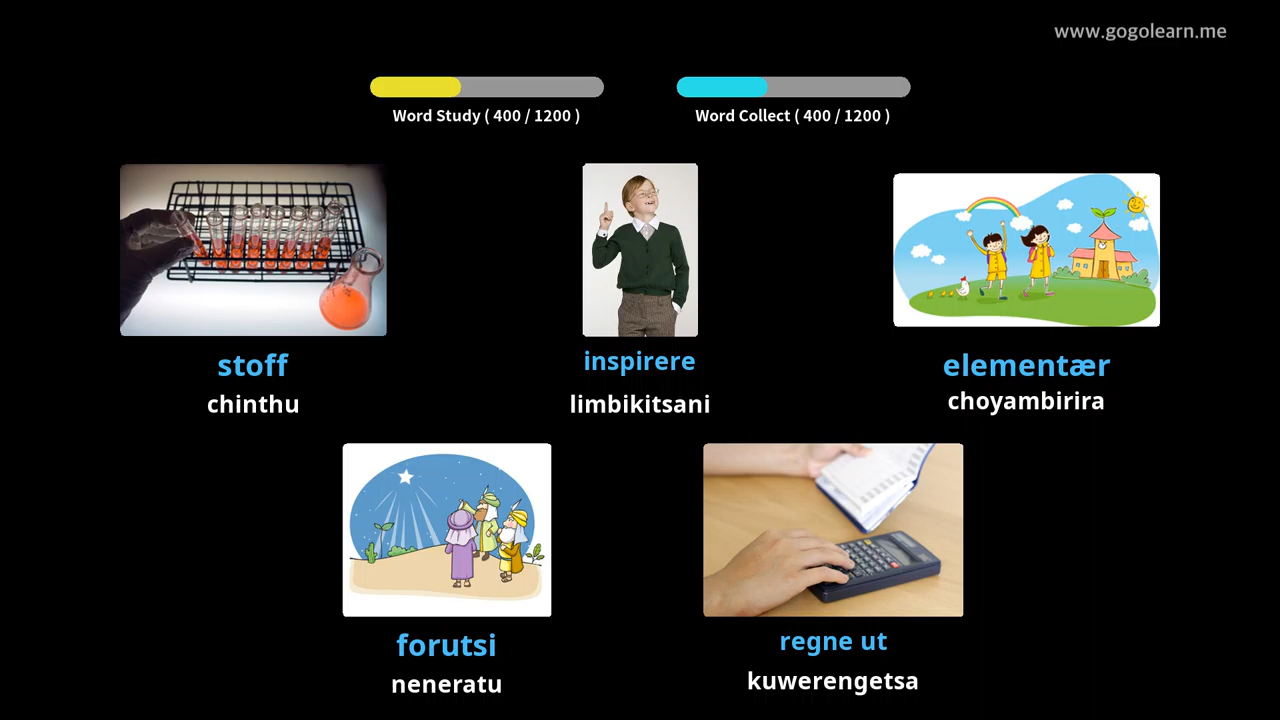 www.gogolearn.me
Word Study ( 400 / 1200 )
Word Collect ( 400 / 1200 )
stoff
chinthu
inspirere
limbikitsani
elementær
choyambirira
forutsi
neneratu
regne ut
kuwerengetsa